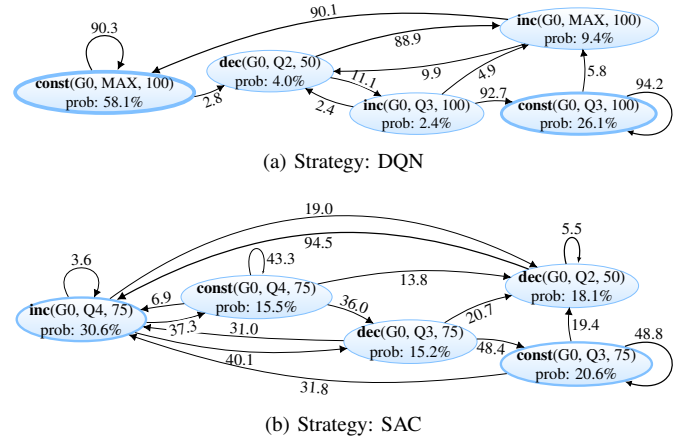 90.3
90.1
inc(G0, MAX, 100)
prob: 9.4%
dec(G0, Q2, 50)
prob: 4.0%
88.9
const(G0, MAX, 100)
prob: 58.1%
2.8
11.1
9.9
4.9
5.8
2.4
inc(G0, Q3, 100)
prob: 2.4%
92.7
const(G0, Q3, 100)
prob: 26.1%
94.2
(a) Strategy: DQN
19.0
94.5
5.5
3.6
43.3
dec(G0, Q2, 50)
prob: 18.1%
13.8
const(G0, Q4, 75)
prob: 15.5%
inc(G0, Q4, 75)
prob: 30.6%
6.9
37.3
36.0
20.7
dec(G0, Q3, 75)
prob: 15.2%
31.0
40.1
48.4
19.4
48.8
const(G0, Q3, 75)
prob: 20.6%
31.8
(b) Strategy: SAC